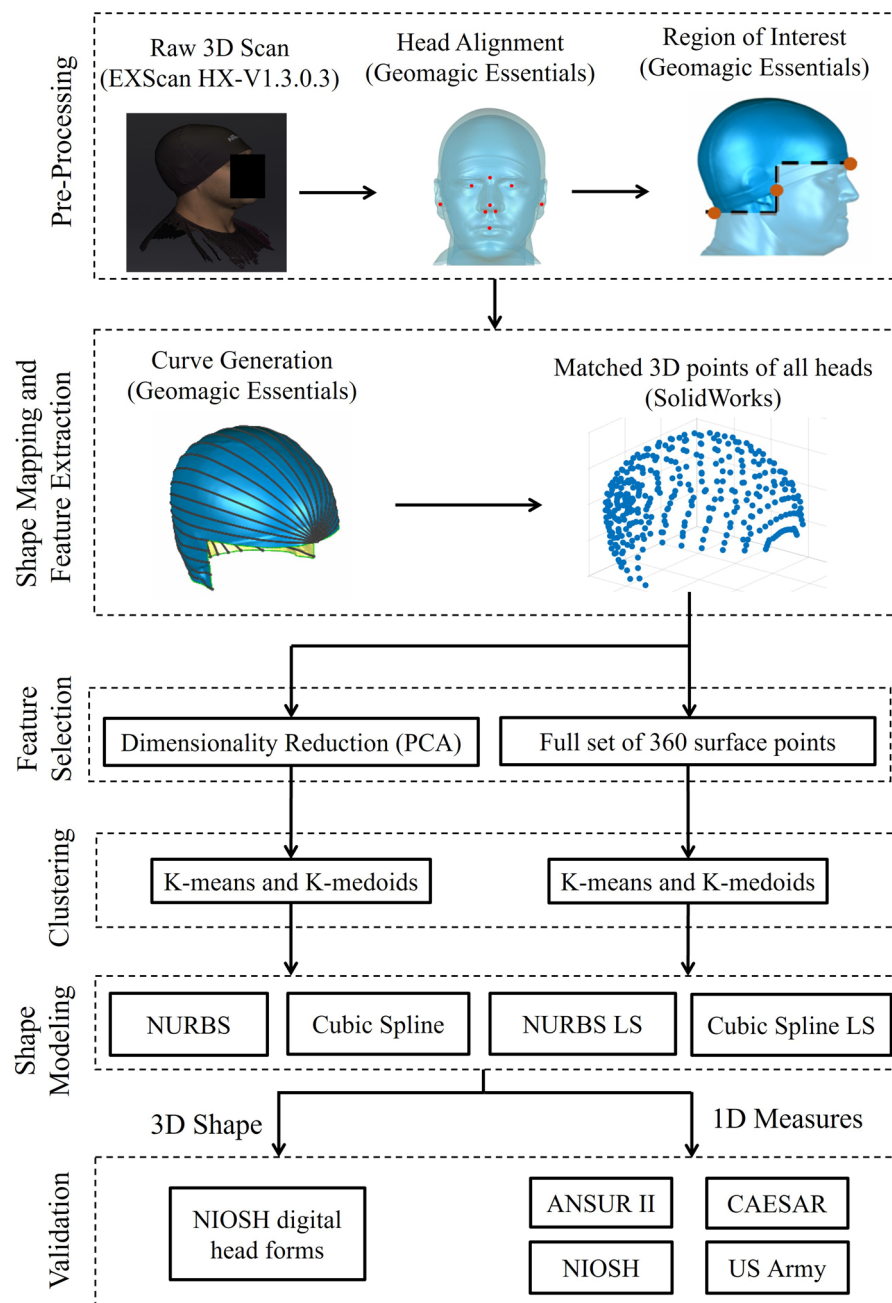 Pre-Processing
Raw 3D Scan
(EXScan HX-V1.3.0.3)
Head Alignment
(Geomagic Essentials)
Region of Interest
(Geomagic Essentials)
Shape Mapping and
Feature Extraction
Curve Generation
(Geomagic Essentials)
Matched 3D points of all heads
(SolidWorks)
Feature
Selection
Dimensionality Reduction (PCA)
Full set of 360 surface points
Clustering
K-means and K-medoids
K-means and K-medoids
Shape
Modeling
NURBS
Cubic Spline
NURBS LS
Cubic Spline LS
3D Shape
1D Measures
Validation
NIOSH digital
head forms
ANSUR II
CAESAR
NIOSH
US Army